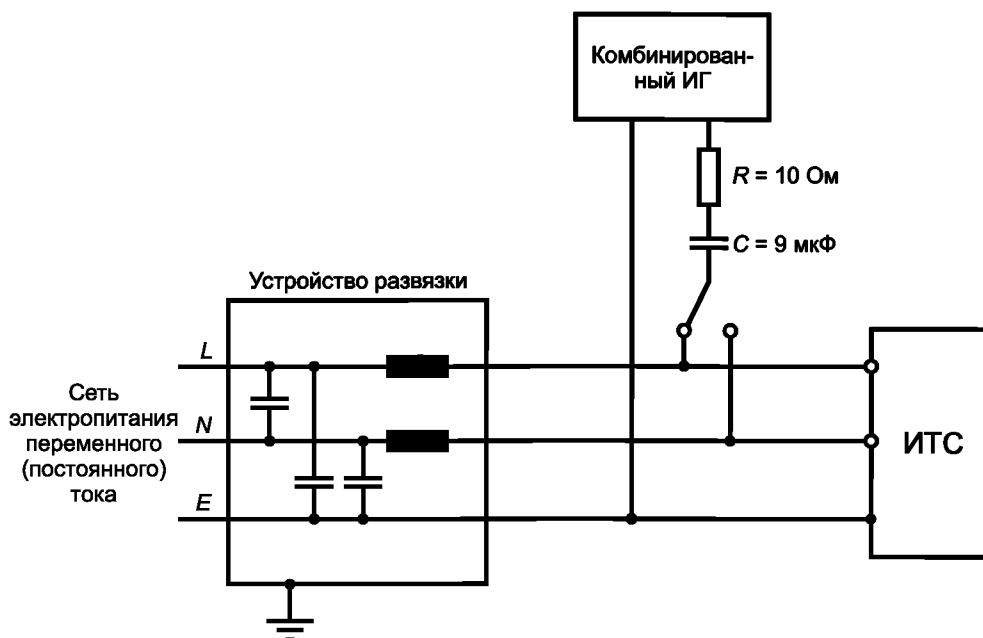 Комбинирован-
ный ИГ
R = 10 Ом
C = 9 мкФ
Устройство развязки
L
Сеть
электропитания
переменного
(постоянного)
тока
N
E
ИТС